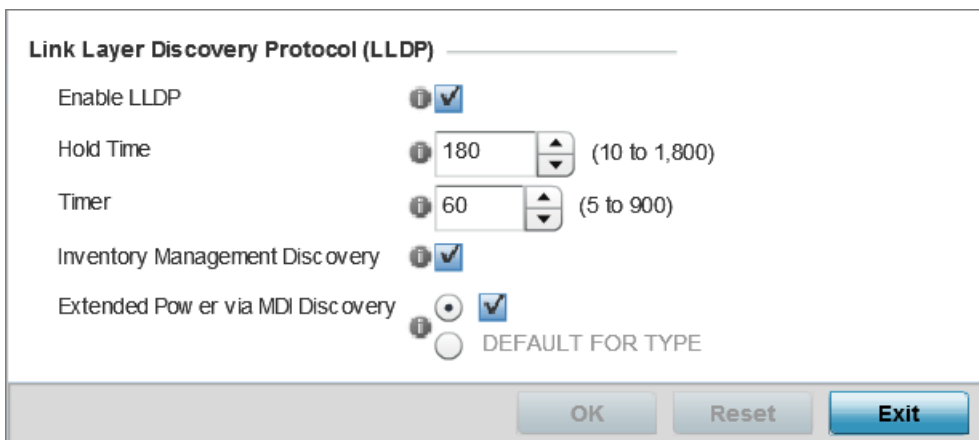 Link Layer Discovery Protocol (LLDP)
Enable LLDP
Hold Time 180 (10 to 1,800)
Timer 60 (5 to 900)
Inventory Management Discovery
Extended Pow er via MDI Discovery
DEFAULT FOR TYPE
OK Reset Exit